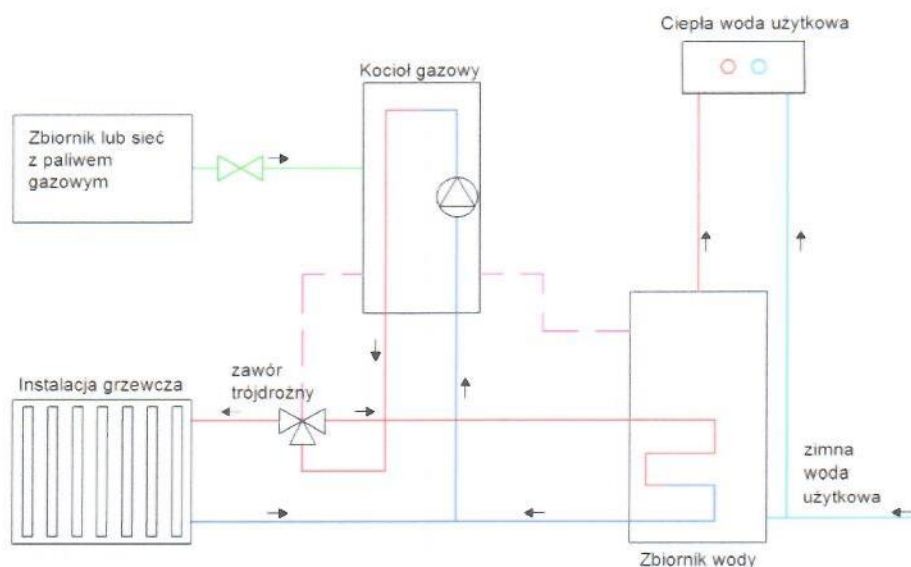 Ciepła woda użytkowa
Kocioł gazowy
Zbiornik lub sieć
z paliwem
gazowym
zawór
trójdrożny
Instalacja grzewcza
zimna
woda
użytkowa
Zbiornik wody